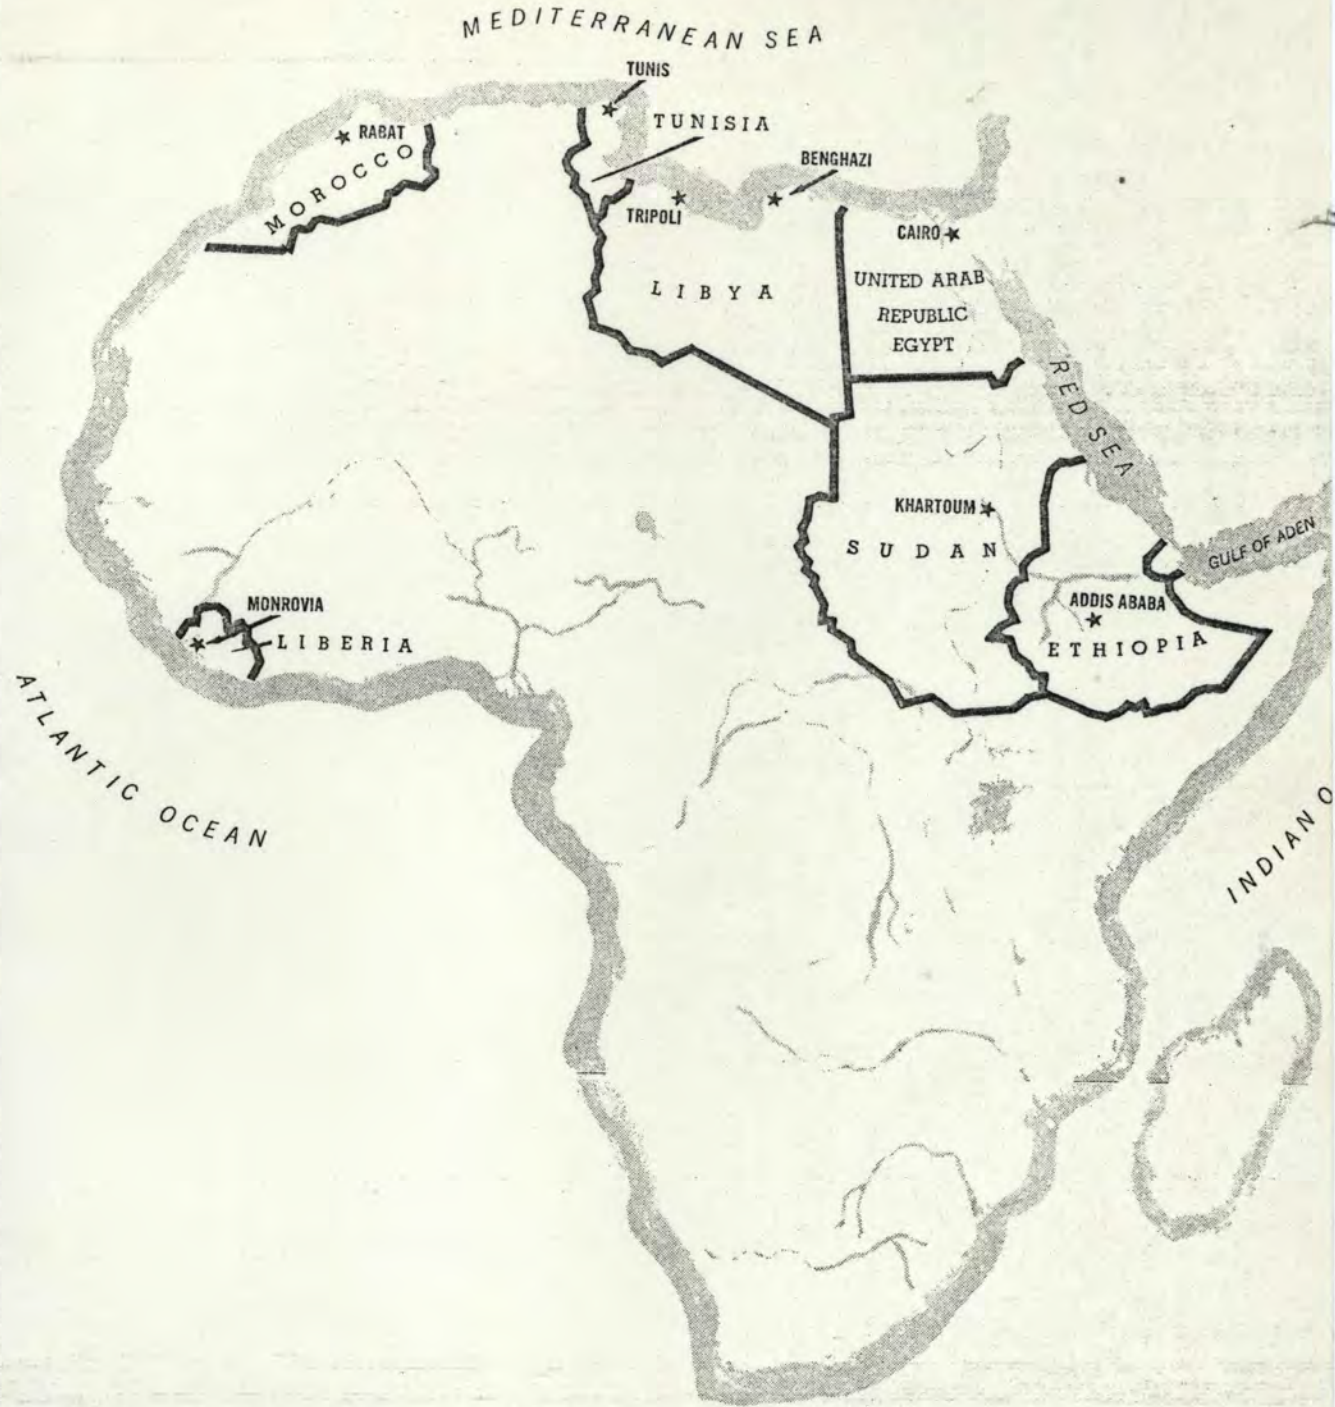 MEDITERRANEAN SEA
TUNIS
TUNISIA
RABAT
MOROCCO
BENGHAZI
TRIPOLI
CAIRO
LIBYA
UNITED ARAB
REPUBLIC
EGYPT
RED SEA
KHARTOUM
SUDAN
GULF OF ADEN
ADDIS ABABA
ETHIOPIA
MONROVIA
LIBERIA
ATLANTIC OCEAN
INDIAN O